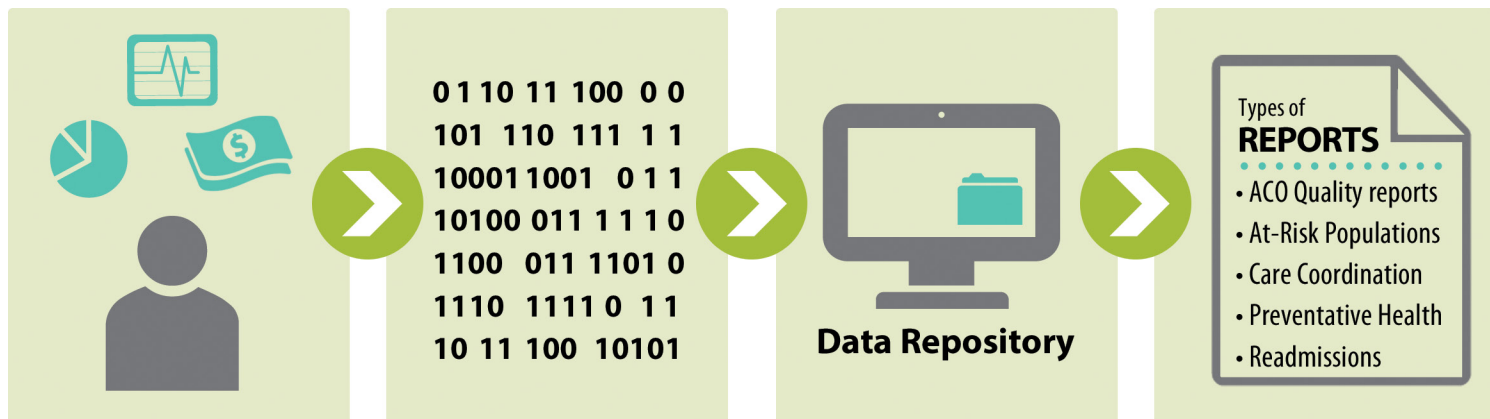 0 1 10 11 100 0 0
101 110 111 1 1
10001 1001 0 1 1
10100 011 1 1 1 0
1100 011 1101 0
1110 1111 0 11
10 11 100 10101
Data Repository
Types of
REPORTS
• ACO Quality reports
• At-Risk Populations
• Care Coordination
• Preventative Health
• Readmissions
$